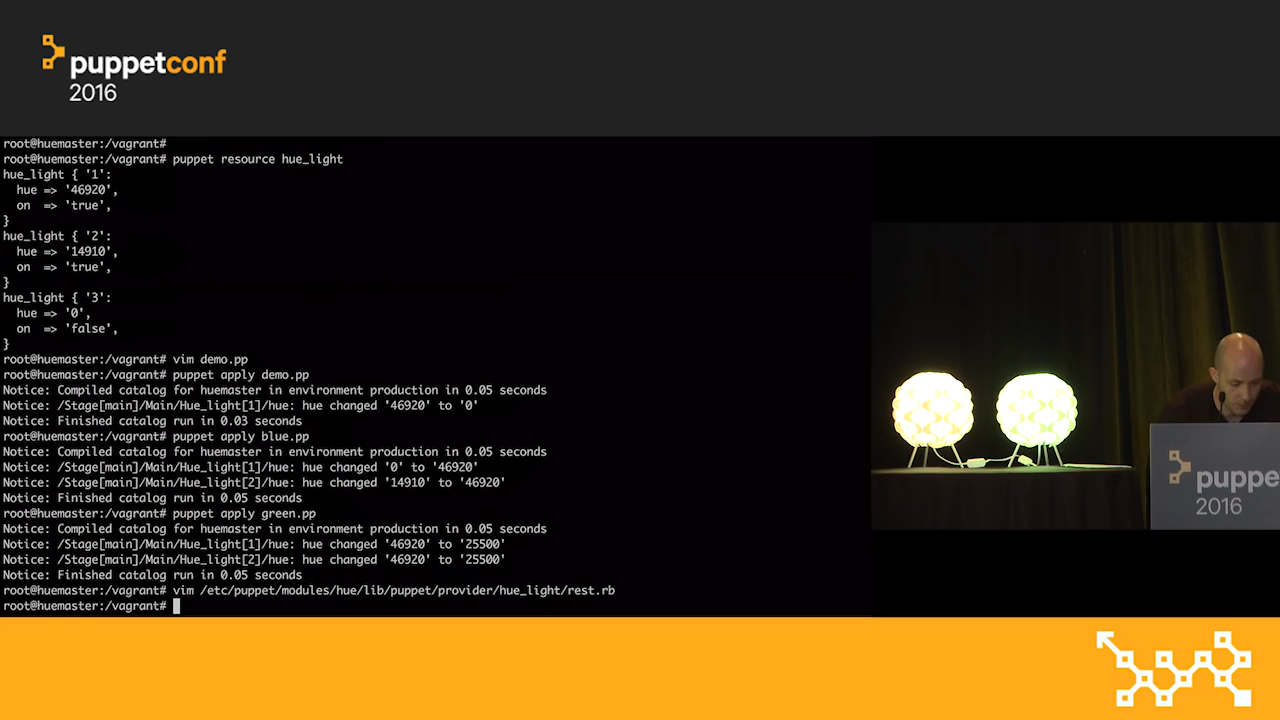 puppetconf
2016
root@huemaster:/vagrant#
root@huemaster:/vagrant# puppet resource hue_light
hue_light { '1':
  hue => '46920',
  on  => 'true',
}
hue_light { '2':
  hue => '14910',
  on  => 'true',
}
hue_light { '3':
  hue => '0',
  on  => 'false',
}
root@huemaster:/vagrant# vim demo.pp
root@huemaster:/vagrant# puppet apply demo.pp
Notice: Compiled catalog for huemaster in environment production in 0.05 seconds
Notice: /Stage[main]/Main/Hue_light[1]/hue: hue changed '46920' to '0'
Notice: Finished catalog run in 0.03 seconds
root@huemaster:/vagrant# puppet apply blue.pp
Notice: Compiled catalog for huemaster in environment production in 0.05 seconds
Notice: /Stage[main]/Main/Hue_light[1]/hue: hue changed '0' to '46920'
Notice: /Stage[main]/Main/Hue_light[2]/hue: hue changed '14910' to '46920'
Notice: Finished catalog run in 0.05 seconds
root@huemaster:/vagrant# puppet apply green.pp
Notice: Compiled catalog for huemaster in environment production in 0.05 seconds
Notice: /Stage[main]/Main/Hue_light[1]/hue: hue changed '46920' to '25500'
Notice: /Stage[main]/Main/Hue_light[2]/hue: hue changed '46920' to '25500'
Notice: Finished catalog run in 0.05 seconds
root@huemaster:/vagrant# vim /etc/puppet/modules/hue/lib/puppet/provider/hue_light/rest.rb
root@huemaster:/vagrant#
puppe
2016